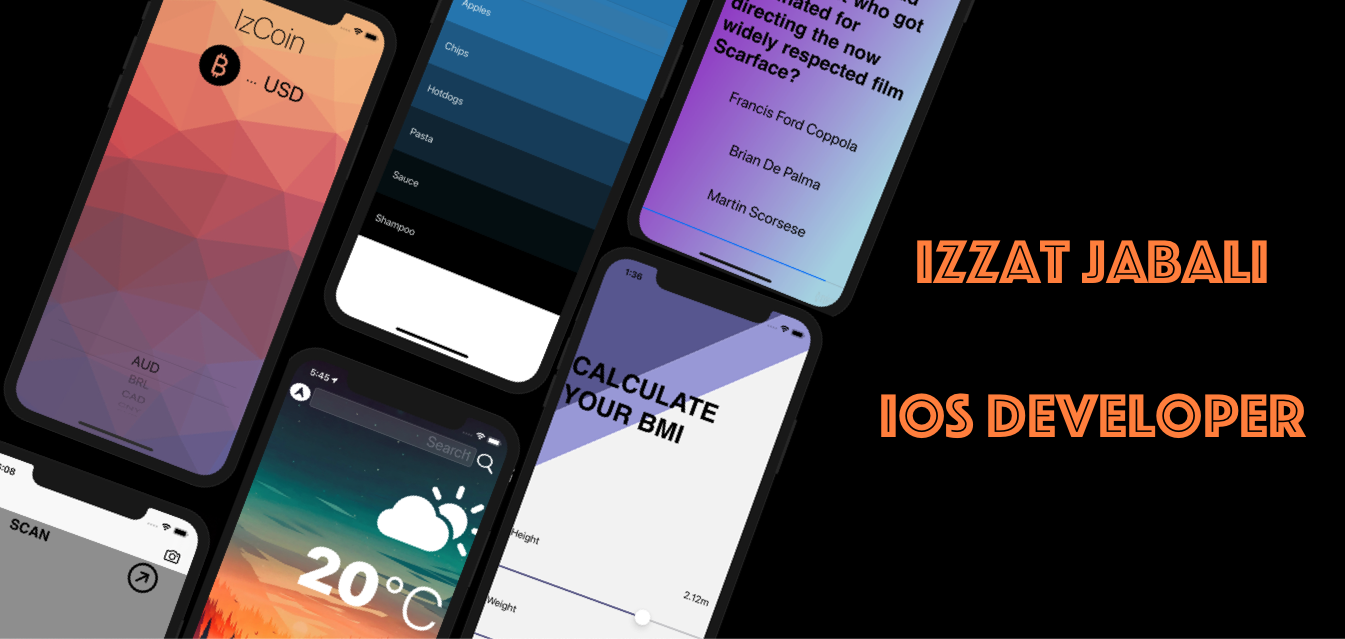 IzCoin
... USD
AUD
BRL
CAD
Apples
Chips
Hotdogs
Pasta
Sauce
Shampoo
who got
directing the now
widely respected film
Scarface?
Francis Ford Coppola
Brian De Palma
Martin Scorsese
IZZAT JABALI
IOS DEVELOPER
1:36
CALCULATE
YOUR BMI
Height
2.12m
Weight
5:45
Search
20°C
:08
SCAN